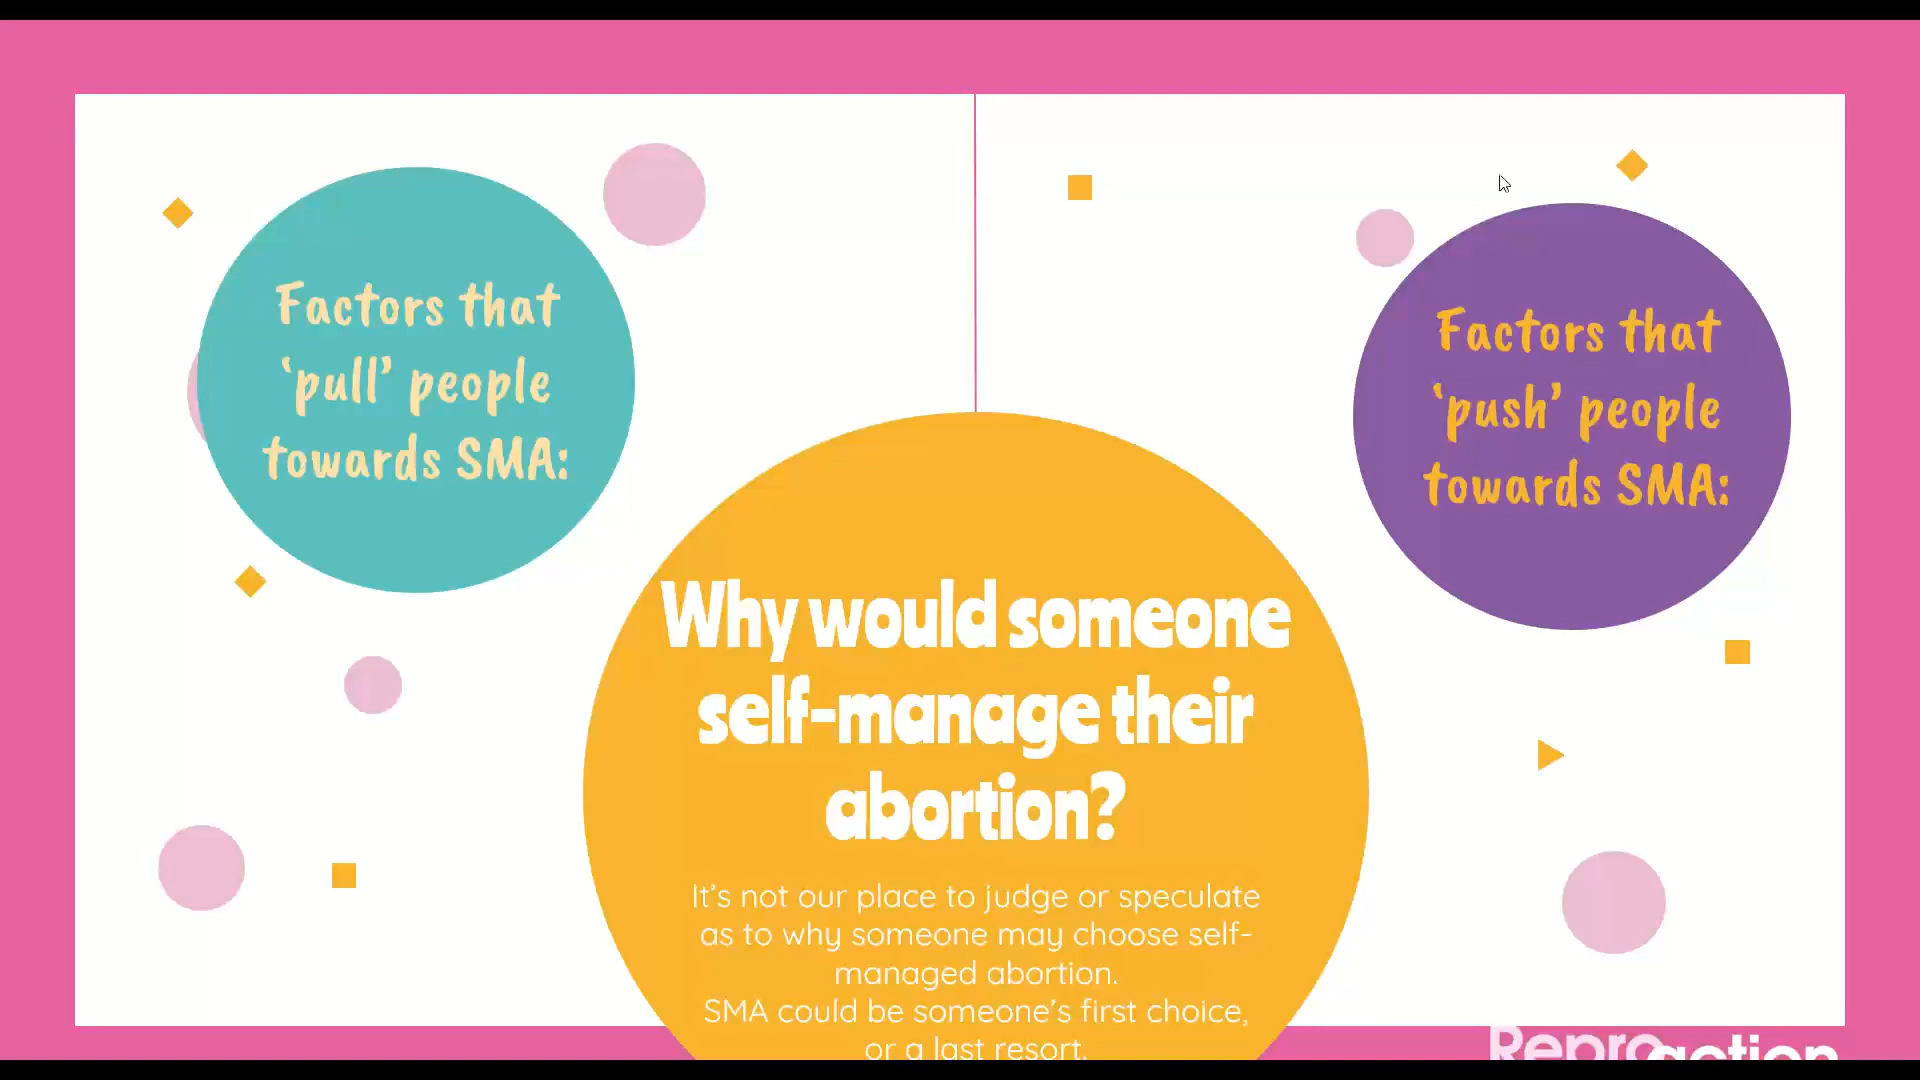 Factors that
‘pull’ people
towards SMA:
Factors that
‘push’ people
towards SMA:
Why would someone
self-manage their
abortion?
It’s not our place to judge or speculate
as to why someone may choose self-
managed abortion.
SMA could be someone’s first choice,
or a last resort.
Reproaction